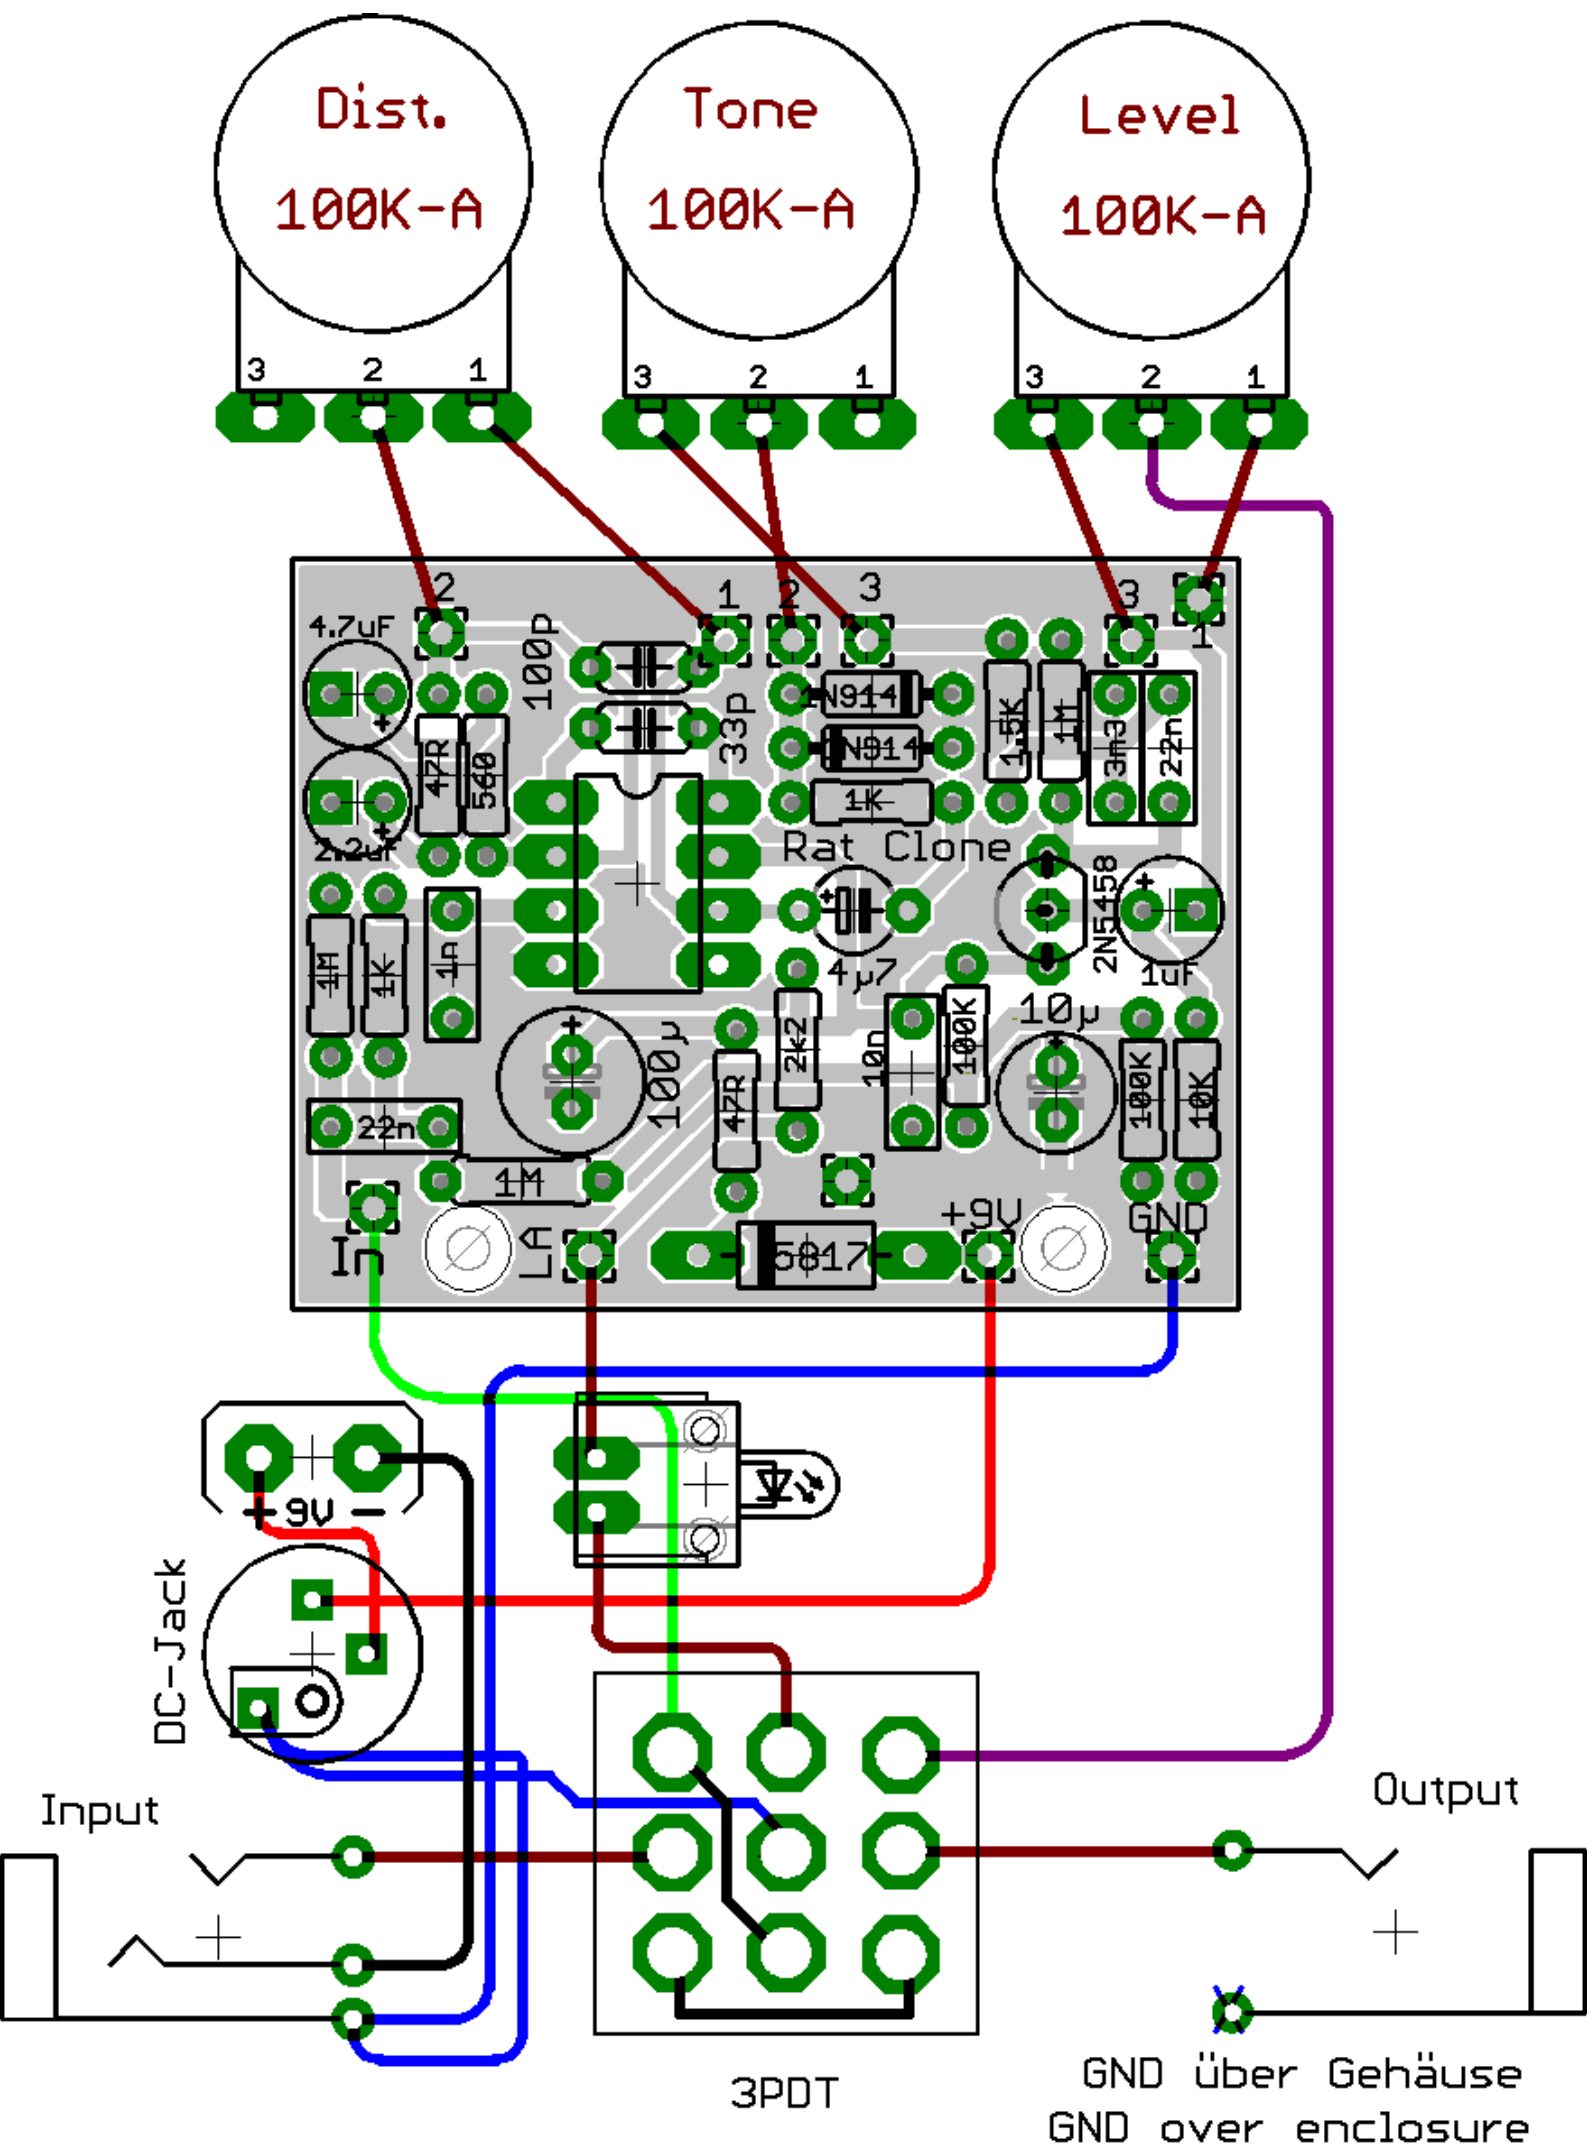 Dist.
Tone
Level
100K-A
100K-A
100K-A
3 2 1
3 2 1
3 2 1
2
1
2
3
3
1
4.7uF
100p
33p
1N914
1N914
1K
47R
560
1.5K
1M
3n3
22n
2.2uF
Rat Clone
2N5458
1M
1K
1n
4µ7
1uF
100µ
47R
2k2
10n
100K
10µ
100K
10K
22n
1M
In
LA
5817
+9V
GND
+ 9V -
DC-Jack
Input
Output
3PDT
GND über Gehäuse
GND over enclosure